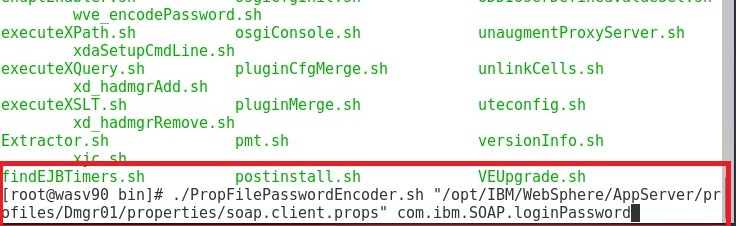 wve_encodePassword.sh
executeXPath.sh osgiConsole.sh unaugmentProxyServer.sh
xdaSetupCmdLine.sh
executeXQuery.sh pluginCfgMerge.sh unlinkCells.sh
xd_hadmgrAdd.sh
executeXSLT.sh pluginMerge.sh uteconfig.sh
xd_hadmgrRemove.sh
Extractor.sh pmt.sh versionInfo.sh
xjc.sh
findEJBTimers.sh postinstall.sh VEUpgrade.sh
[root@wasv90 bin]# ./PropFilePasswordEncoder.sh "/opt/IBM/WebSphere/AppServer/pr
ofiles/Dmgr01/properties/soap.client.props" com.ibm.SOAP.loginPassword